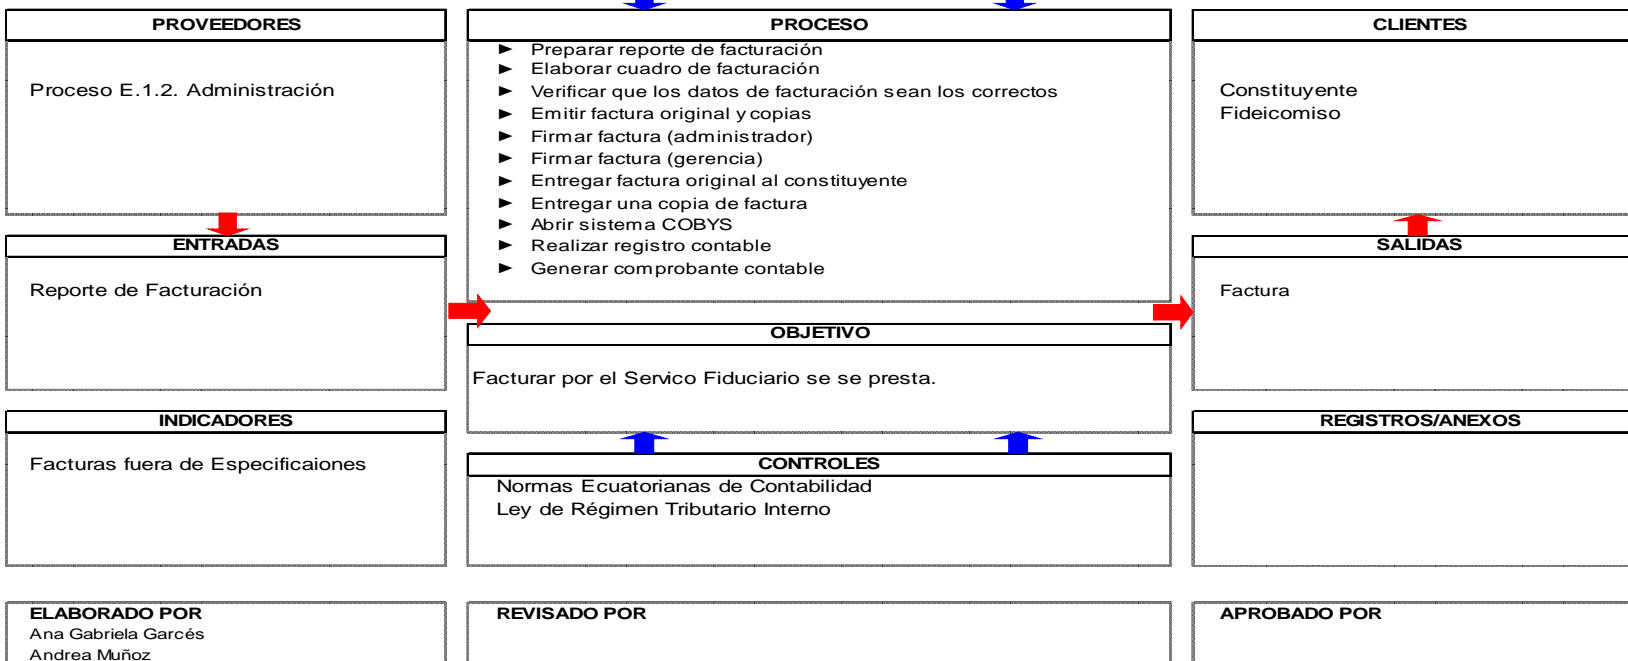 PROVEEDORES
Proceso E.1.2. Administración
ENTRADAS
Reporte de Facturación
INDICADORES
Facturas fuera de Especificaiones
PROCESO
► Preparar reporte de facturación
► Elaborar cuadro de facturación
► Verificar que los datos de facturación sean los correctos
► Emitir factura original y copias
► Firmar factura (administrador)
► Firmar factura (gerencia)
► Entregar factura original al constituyente
► Entregar una copia de factura
► Abrir sistema COBYS
► Realizar registro contable
► Generar comprobante contable
OBJETIVO
Facturar por el Servico Fiduciario se se presta.
CONTROLES
Normas Ecuatorianas de Contabilidad
Ley de Régimen Tributario Interno
CLIENTES
Constituyente
Fideicomiso
SALIDAS
Factura
REGISTROS/ANEXOS
ELABORADO POR
Ana Gabriela Garcés
Andrea Muñoz
REVISADO POR
APROBADO POR